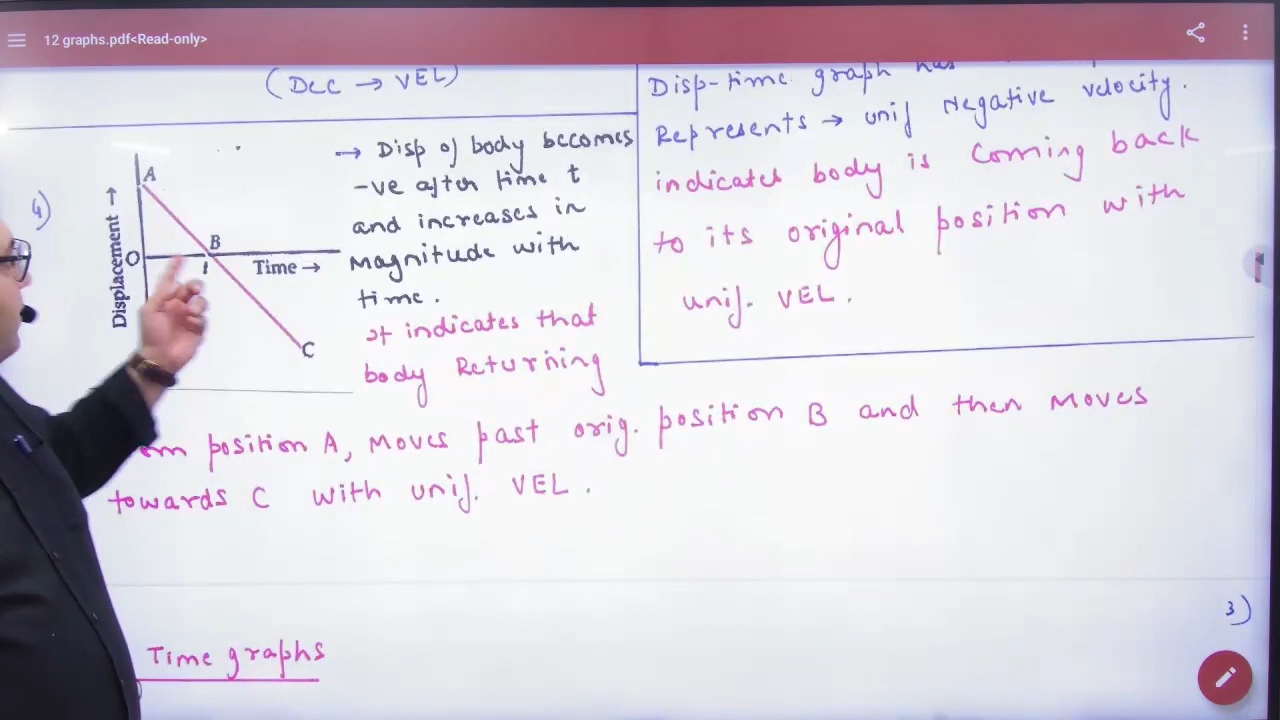 12 graphs.pdf<Read-only>
(Dec → VEL)
4)
Displacement →
A
O
B
t
Time →
C
→ Disp of body becomes
-ve after time t
and increases in
Magnitude with
time.
It indicates that
body Returning
position A, Moves past orig. position B and then Moves
towards C with unif. VEL.
Disp-time graph has
Represents → unif Negative velocity.
indicates body is Coming back
to its original position with
unif. VEL.
Time graphs
3)